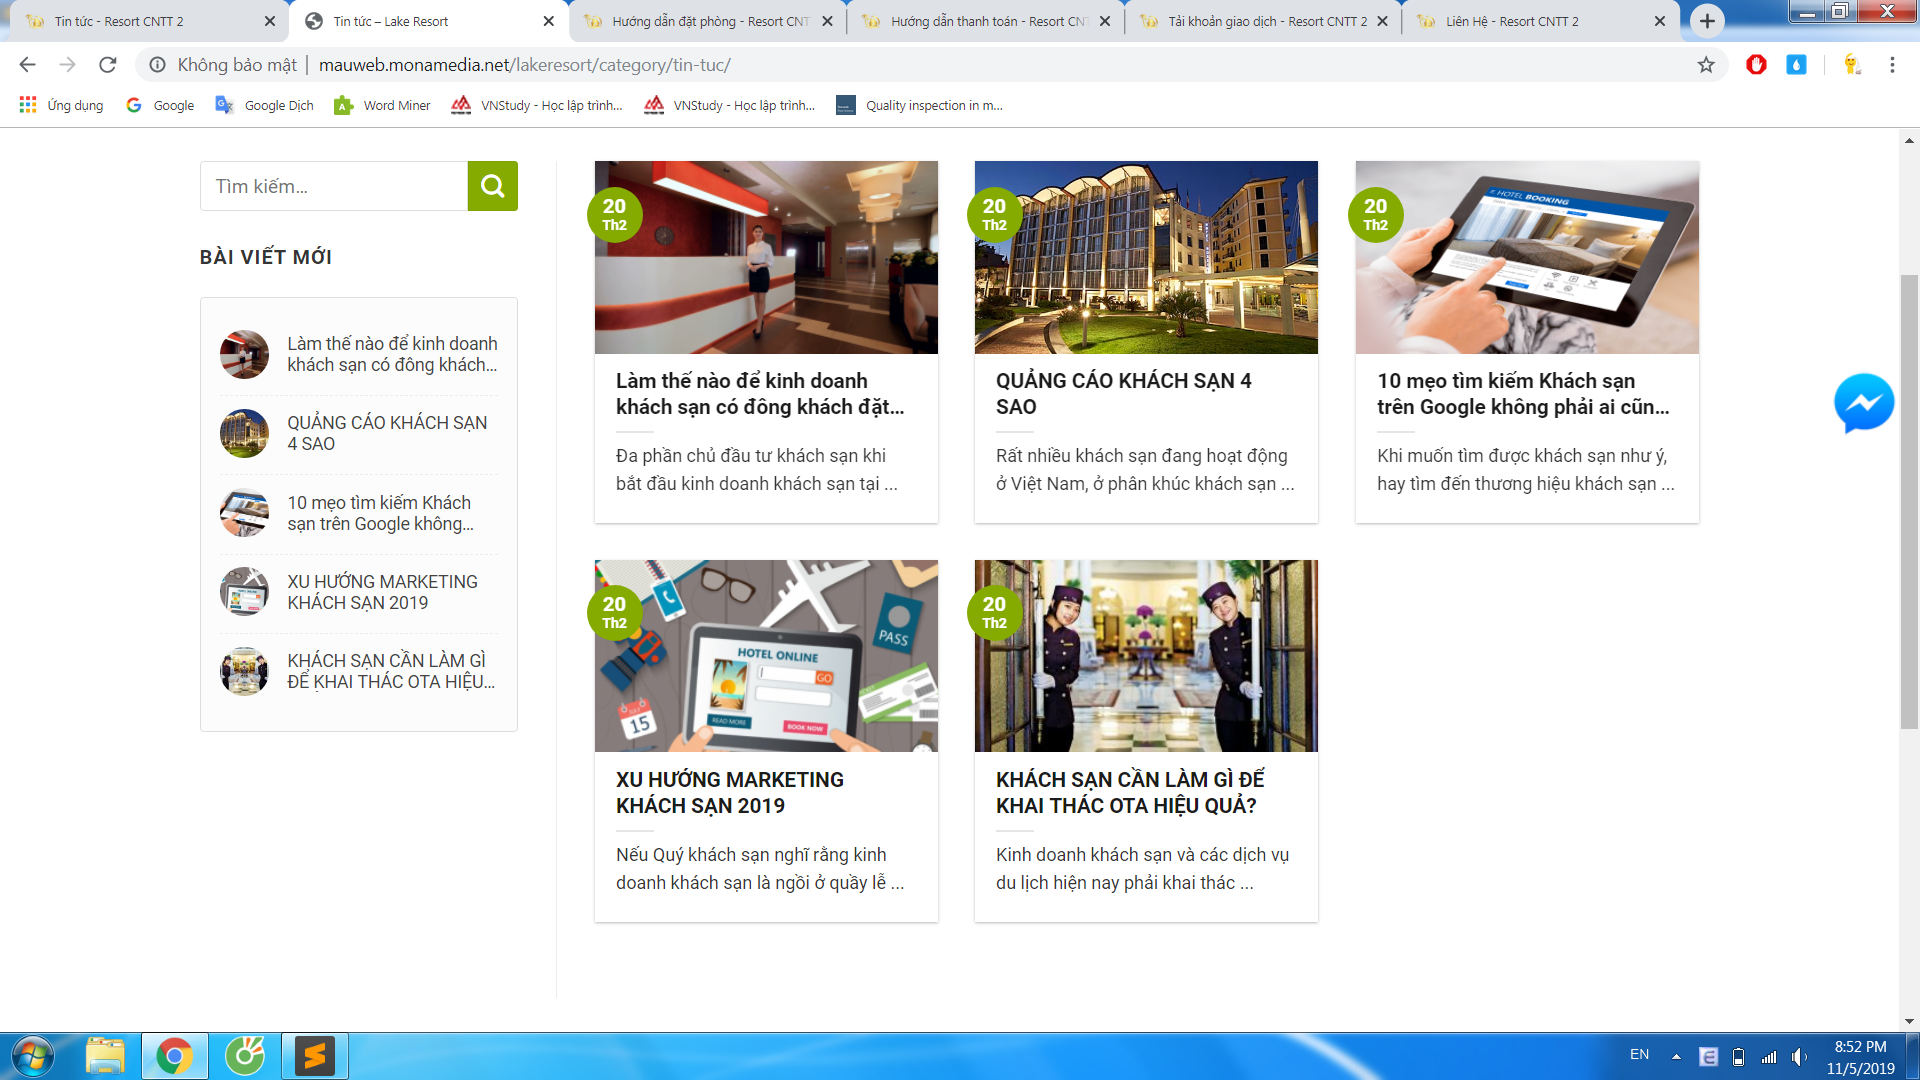 Tin tức - Resort CNTT 2
Tin tức – Lake Resort
Hướng dẫn đặt phòng - Resort CNT
Hướng dẫn thanh toán - Resort CN
Tải khoản giao dịch - Resort CNTT 2
Liên Hệ - Resort CNTT 2
Không bảo mật
mauweb.monamedia.net/lakeresort/category/tin-tuc/
Ứng dụng
Google
Google Dịch
Word Miner
VNStudy - Học lập trình...
VNStudy - Học lập trình...
Quality inspection in m...
Tìm kiếm...
BÀI VIẾT MỚI
Làm thế nào để kinh doanh
khách sạn có đông khách...
QUẢNG CÁO KHÁCH SẠN
4 SAO
10 mẹo tìm kiếm Khách
sạn trên Google không...
XU HƯỚNG MARKETING
KHÁCH SẠN 2019
KHÁCH SẠN CẦN LÀM GÌ
ĐỂ KHAI THÁC OTA HIỆU...
20
Th2
Làm thế nào để kinh doanh
khách sạn có đông khách đặt...
Đa phần chủ đầu tư khách sạn khi
bắt đầu kinh doanh khách sạn tại ...
20
Th2
QUẢNG CÁO KHÁCH SẠN 4
SAO
Rất nhiều khách sạn đang hoạt động
ở Việt Nam, ở phân khúc khách sạn ...
20
Th2
HOTEL BOOKING
10 mẹo tìm kiếm Khách sạn
trên Google không phải ai cũn...
Khi muốn tìm được khách sạn như ý,
hay tìm đến thương hiệu khách sạn ...
20
Th2
PASS
HOTEL ONLINE
GO
READ MORE
BOOK NOW
15
XU HƯỚNG MARKETING
KHÁCH SẠN 2019
Nếu Quý khách sạn nghĩ rằng kinh
doanh khách sạn là ngồi ở quầy lễ ...
20
Th2
KHÁCH SẠN CẦN LÀM GÌ ĐỂ
KHAI THÁC OTA HIỆU QUẢ?
Kinh doanh khách sạn và các dịch vụ
du lịch hiện nay phải khai thác ...
EN
8:52 PM
11/5/2019